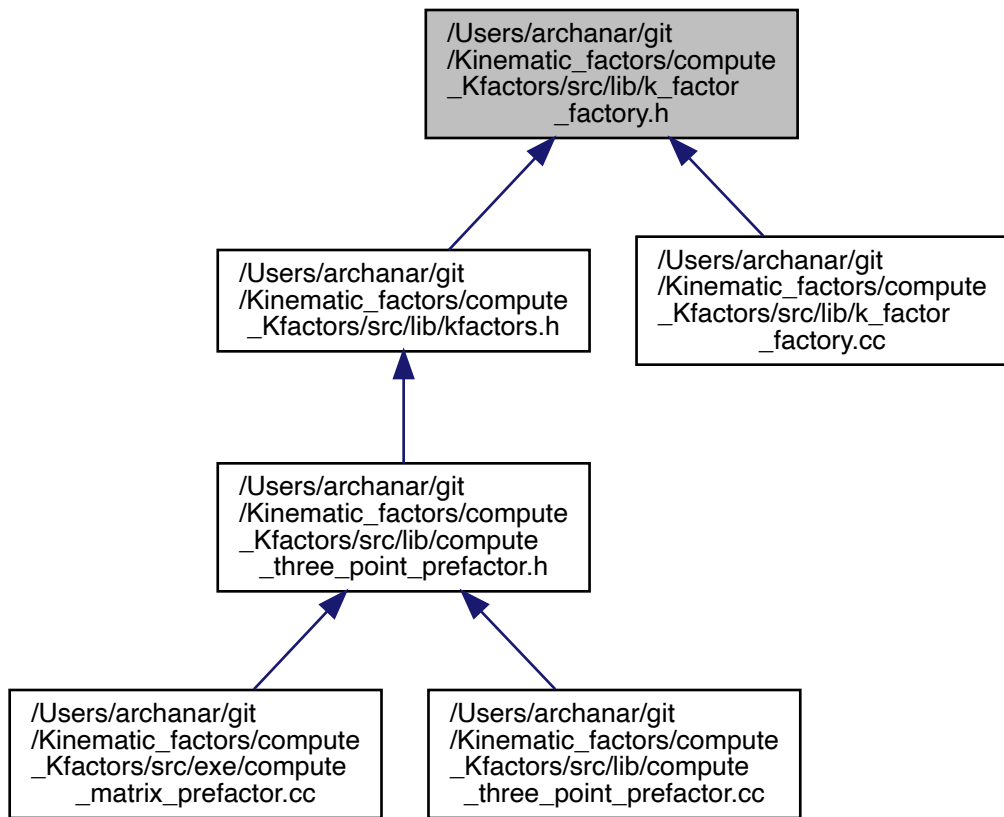 /Users/archanar/git
/Kinematic_factors/compute
_Kfactors/src/lib/k_factor
_factory.h
/Users/archanar/git
/Kinematic_factors/compute
_Kfactors/src/lib/kfactors.h
/Users/archanar/git
/Kinematic_factors/compute
_Kfactors/src/lib/k_factor
_factory.cc
/Users/archanar/git
/Kinematic_factors/compute
_Kfactors/src/lib/compute
_three_point_prefactor.h
/Users/archanar/git
/Kinematic_factors/compute
_Kfactors/src/exe/compute
_matrix_prefactor.cc
/Users/archanar/git
/Kinematic_factors/compute
_Kfactors/src/lib/compute
_three_point_prefactor.cc